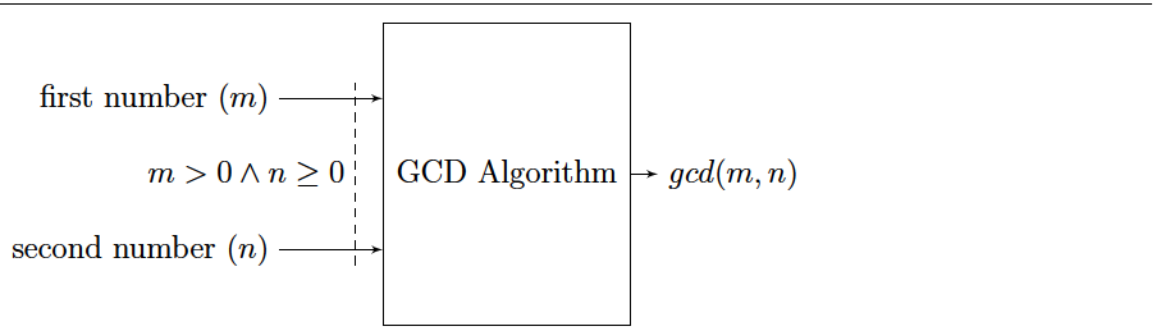 first number (m)
m > 0 ∧ n ≥ 0
GCD Algorithm
gcd(m, n)
second number (n)